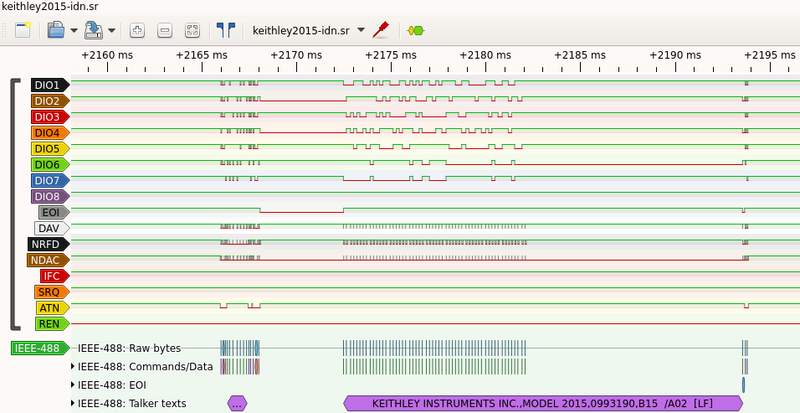 keithley2015-idn.sr
keithley2015-idn.sr
+2160 ms +2165 ms +2170 ms +2175 ms +2180 ms +2185 ms +2190 ms +2195 ms
DIO1
DIO2
DIO3
DIO4
DIO5
DIO6
DIO7
DIO8
EOI
DAV
NRFD
NDAC
IFC
SRQ
ATN
REN
IEEE-488 IEEE-488: Raw bytes
IEEE-488: Commands/Data
IEEE-488: EOI
IEEE-488: Talker texts ... KEITHLEY INSTRUMENTS INC.,MODEL 2015,0993190,B15 /A02 [LF]